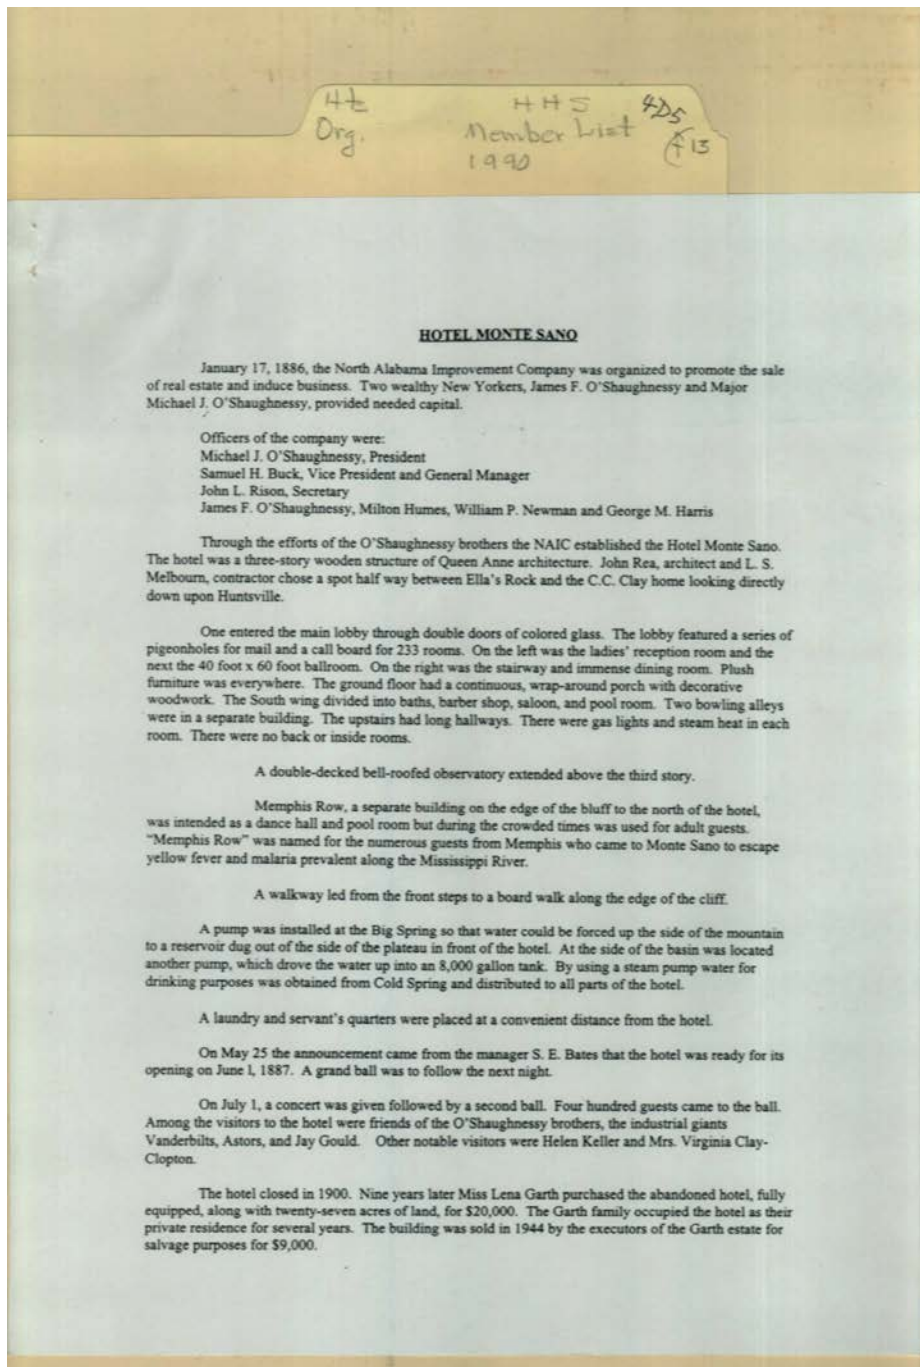 Ht
Org.
HHS
Member List
1990
4D5
f 13
HOTEL MONTE SANO
January 17, 1886, the North Alabama Improvement Company was organized to promote the sale
of real estate and induce business. Two wealthy New Yorkers, James F. O'Shaughnessy and Major
Michael J. O'Shaughnessy, provided needed capital.
Officers of the company were:
Michael J. O'Shaughnessy, President
Samuel H. Buck, Vice President and General Manager
John L. Rison, Secretary
James F. O'Shaughnessy, Milton Humes, William P. Newman and George M. Harris
Through the efforts of the O'Shaughnessy brothers the NAIC established the Hotel Monte Sano.
The hotel was a three-story wooden structure of Queen Anne architecture. John Rea, architect and L. S.
Melbourn, contractor chose a spot half way between Ella's Rock and the C.C. Clay home looking directly
down upon Huntsville.
One entered the main lobby through double doors of colored glass. The lobby featured a series of
pigeonholes for mail and a call board for 233 rooms. On the left was the ladies' reception room and the
next the 40 foot x 60 foot ballroom. On the right was the stairway and immense dining room. Plush
furniture was everywhere. The ground floor had a continuous, wrap-around porch with decorative
woodwork. The South wing divided into baths, barber shop, saloon, and pool room. Two bowling alleys
were in a separate building. The upstairs had long hallways. There were gas lights and steam heat in each
room. There were no back or inside rooms.
A double-decked bell-roofed observatory extended above the third story.
Memphis Row, a separate building on the edge of the bluff to the north of the hotel,
was intended as a dance hall and pool room but during the crowded times was used for adult guests.
"Memphis Row" was named for the numerous guests from Memphis who came to Monte Sano to escape
yellow fever and malaria prevalent along the Mississippi River.
A walkway led from the front steps to a board walk along the edge of the cliff.
A pump was installed at the Big Spring so that water could be forced up the side of the mountain
to a reservoir dug out of the side of the plateau in front of the hotel. At the side of the basin was located
another pump, which drove the water up into an 8,000 gallon tank. By using a steam pump water for
drinking purposes was obtained from Cold Spring and distributed to all parts of the hotel.
A laundry and servant's quarters were placed at a convenient distance from the hotel.
On May 25 the announcement came from the manager S. E. Bates that the hotel was ready for its
opening on June 1, 1887. A grand ball was to follow the next night.
On July 1, a concert was given followed by a second ball. Four hundred guests came to the ball.
Among the visitors to the hotel were friends of the O'Shaughnessy brothers, the industrial giants
Vanderbilts, Astors, and Jay Gould. Other notable visitors were Helen Keller and Mrs. Virginia Clay-
Clopton.
The hotel closed in 1900. Nine years later Miss Lena Garth purchased the abandoned hotel, fully
equipped, along with twenty-seven acres of land, for $20,000. The Garth family occupied the hotel as their
private residence for several years. The building was sold in 1944 by the executors of the Garth estate for
salvage purposes for $9,000.